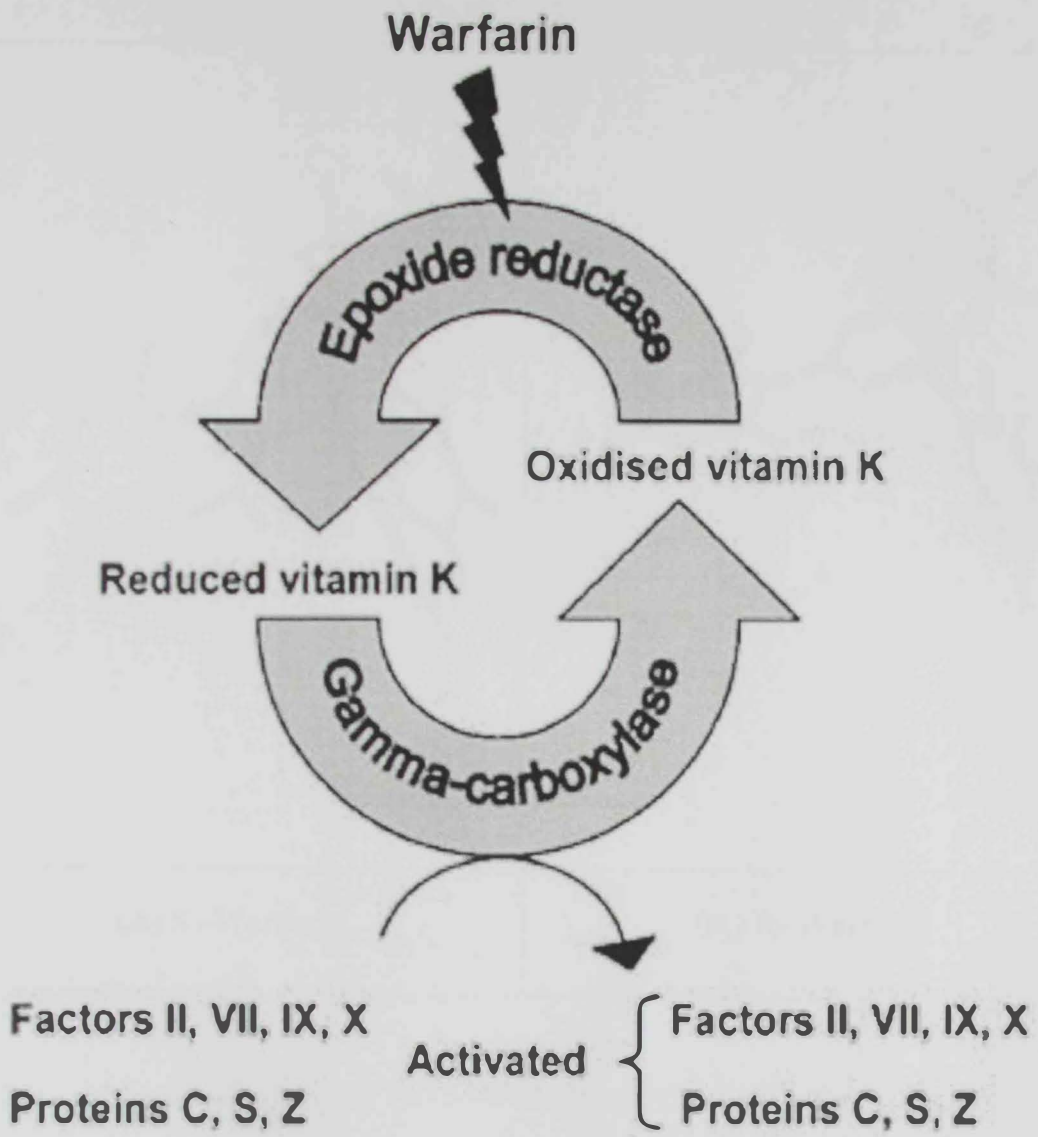 Warfarin
Epoxide reductase
Oxidised vitamin K
Reduced vitamin K
Gamma-carboxylase
Factors II, VII, IX, X
Proteins C, S, Z
Activated
Factors II, VII, IX, X
Proteins C, S, Z